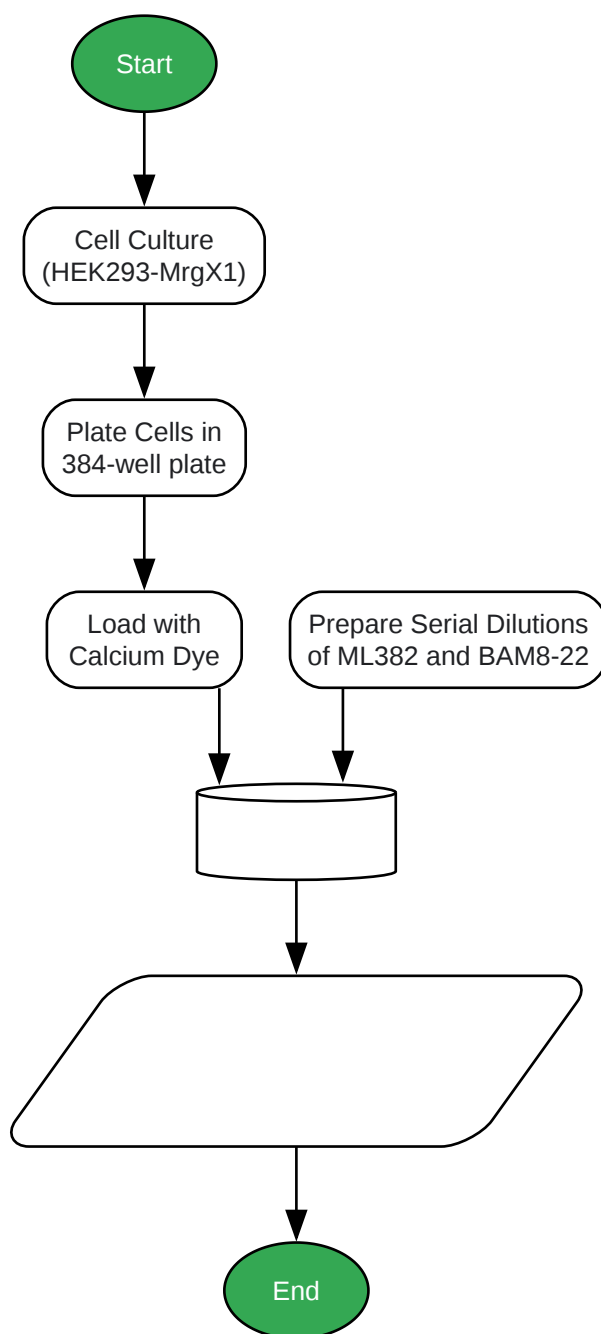 Start
Cell Culture
(HEK293-MrgX1)
Plate Cells in
384-well plate
Load with
Calcium Dye
Prepare Serial Dilutions
of ML382 and BAM8-22
End